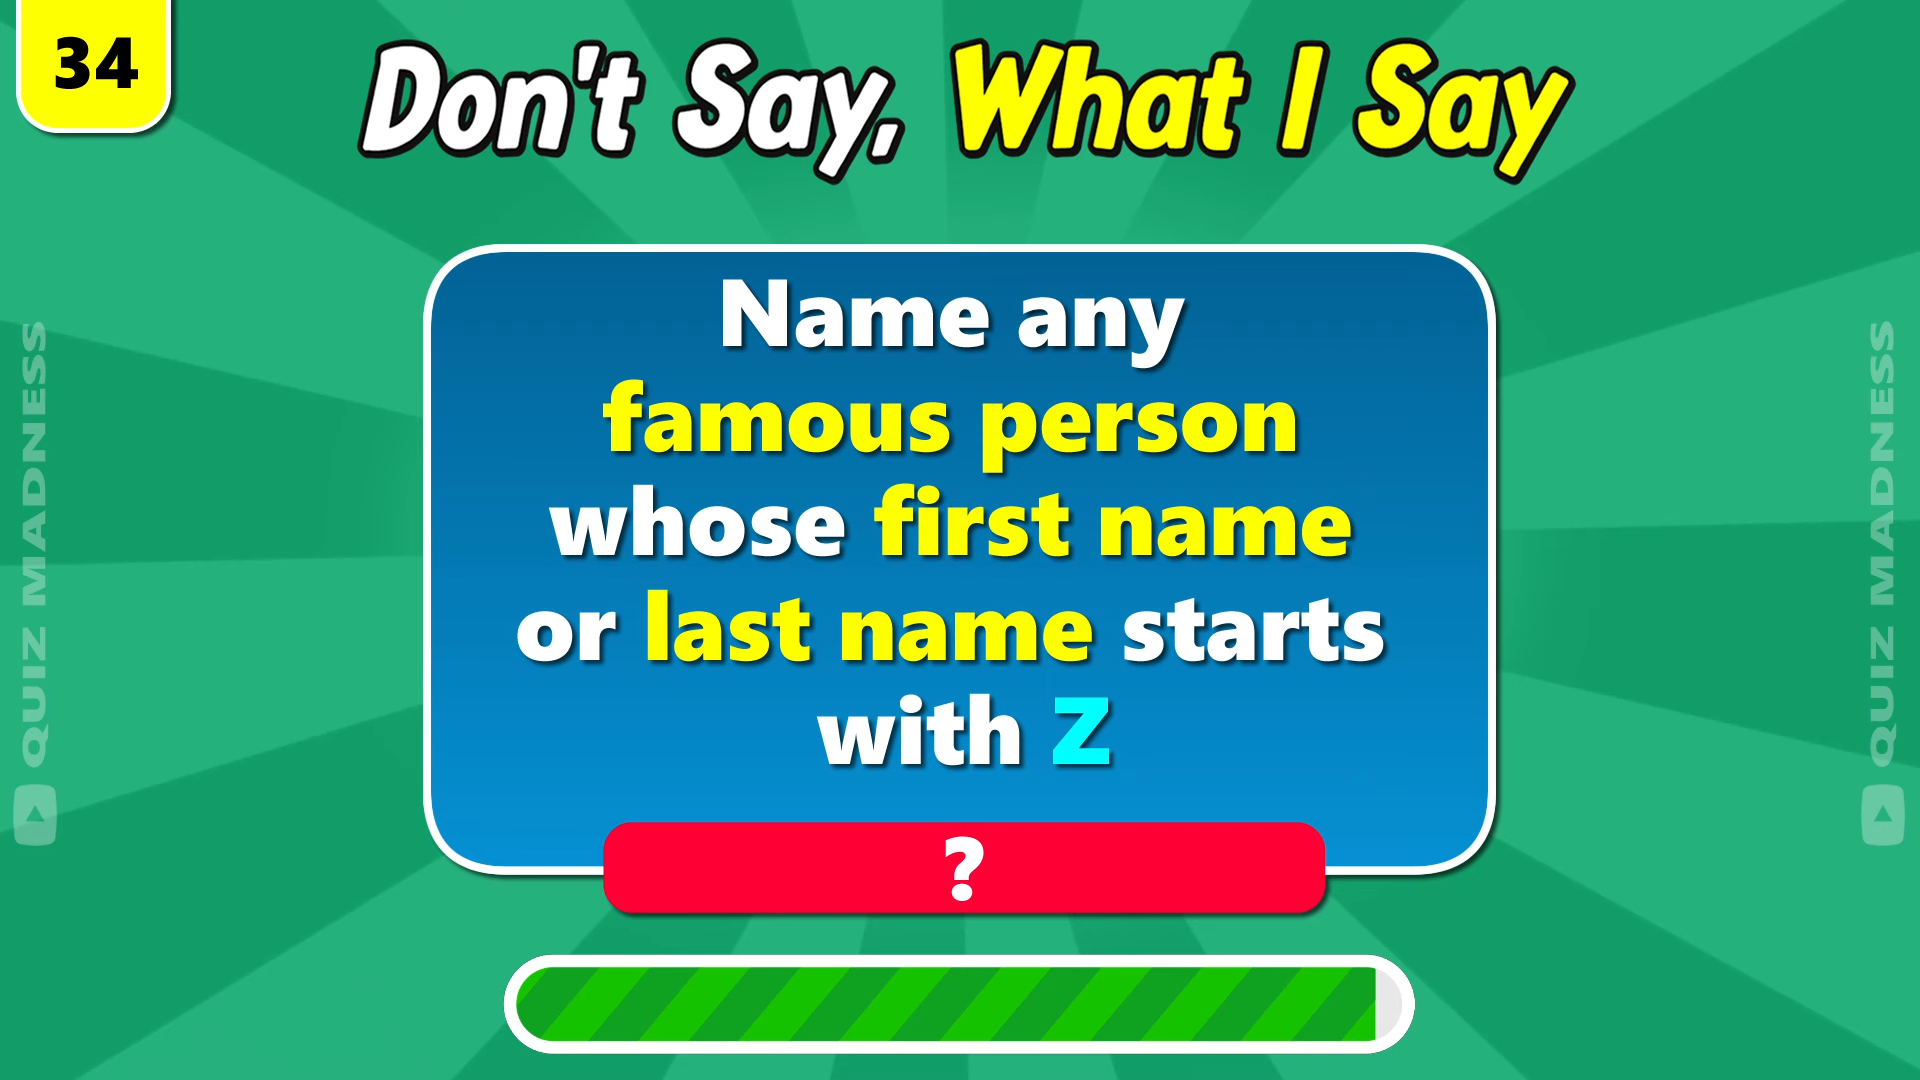 34
Don't Say, What I Say
Name any
famous person
whose first name
or last name starts
with Z
?
QUIZ MADNESS
QUIZ MADNESS